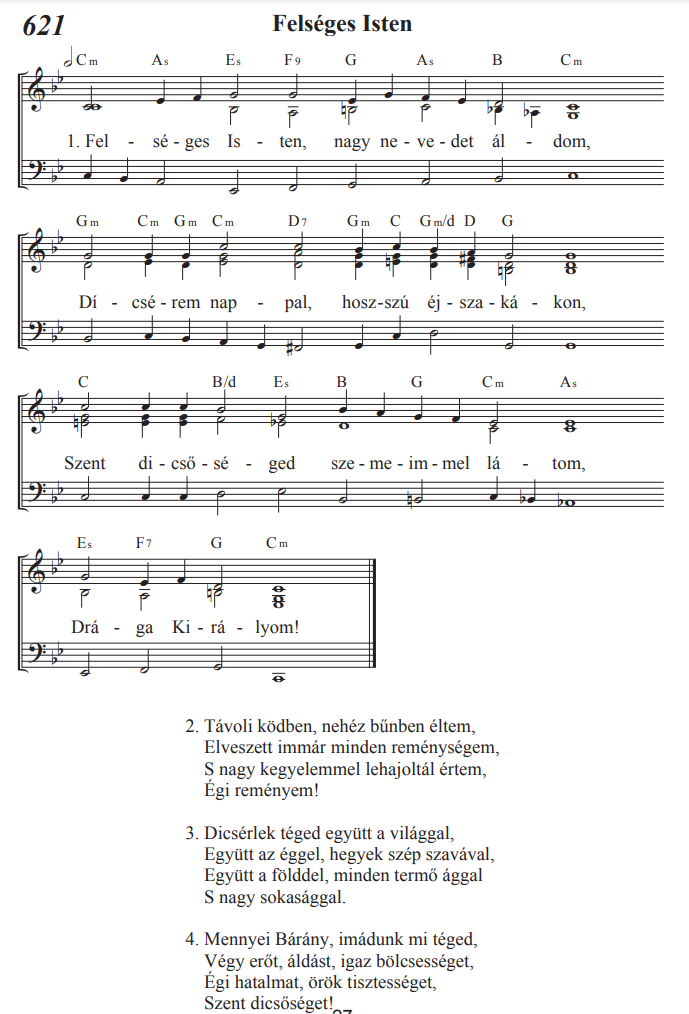 621
Felséges Isten
Cm As Es F9 G As B Cm
1. Fel - sé - ges Is - ten, nagy ne - ve - det ál - dom,
Gm Cm Gm Cm D7 Gm C Gm/d D G
Dí - csé - rem nap - pal, hosz - szú éj - sza - ká - kon,
C B/d Es B G Cm As
Szent di - cső - sé - ged sze - me - im - mel lá - tom,
Es F7 G Cm
Drá - ga Ki - rá - lyom!
2. Távoli ködben, nehéz bűnben éltem,
Elveszett immár minden reménységem,
S nagy kegyelemmel lehajoltál értem,
Égi reményem!
3. Dicsérlek téged együtt a világgal,
Együtt az éggel, hegyek szép szavával,
Együtt a földdel, minden termő ággal
S nagy sokasággal.
4. Mennyei Bárány, imádunk mi téged,
Végy erőt, áldást, igaz bölcsességet,
Égi hatalmat, örök tisztességet,
Szent dicsőséget!